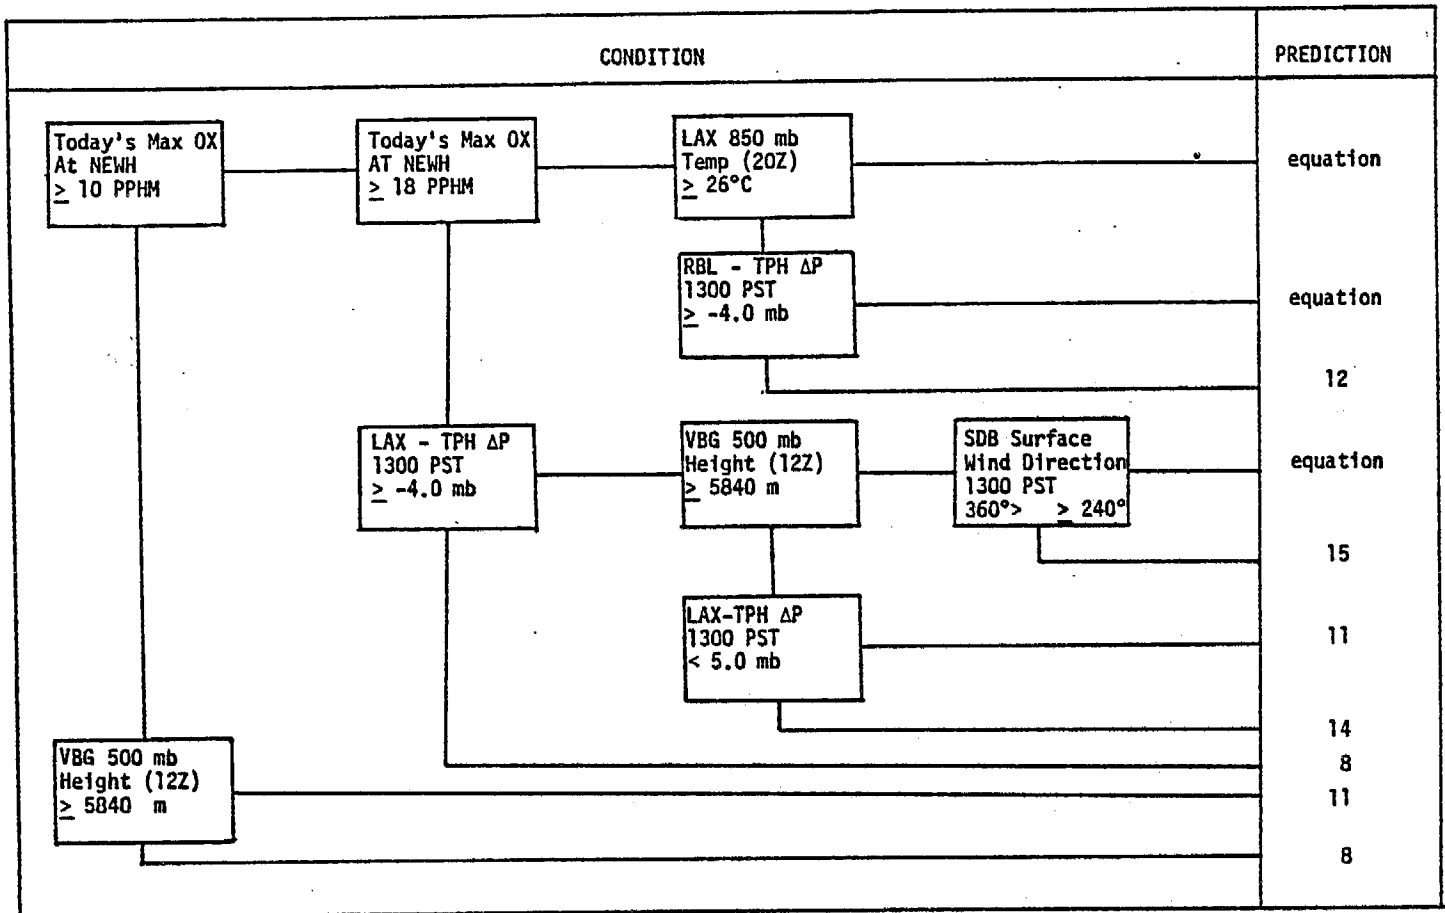 CONDITION
PREDICTION
Today's Max OX
At NEWH
≥ 10 PPHM
Today's Max OX
AT NEWH
≥ 18 PPHM
LAX 850 mb
Temp (20Z)
≥ 26°C
equation
RBL - TPH ΔP
1300 PST
≥ -4.0 mb
equation
12
LAX - TPH ΔP
1300 PST
≥ -4.0 mb
VBG 500 mb
Height (12Z)
≥ 5840 m
SDB Surface
Wind Direction
1300 PST
360°> ≥ 240°
equation
15
LAX-TPH ΔP
1300 PST
< 5.0 mb
11
14
8
VBG 500 mb
Height (12Z)
≥ 5840 m
11
8